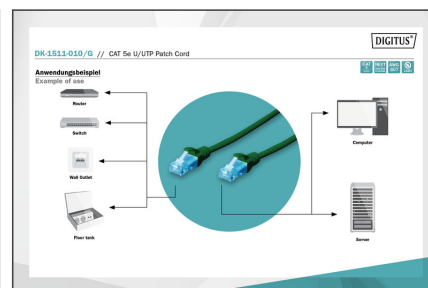 DIGITUS®
DK-1511-010/G // CAT 5e U/UTP Patch Cord
Anwendungsbeispiel
Example of use
Router
Switch
Wall Outlet
Floor tank
Computer
Server